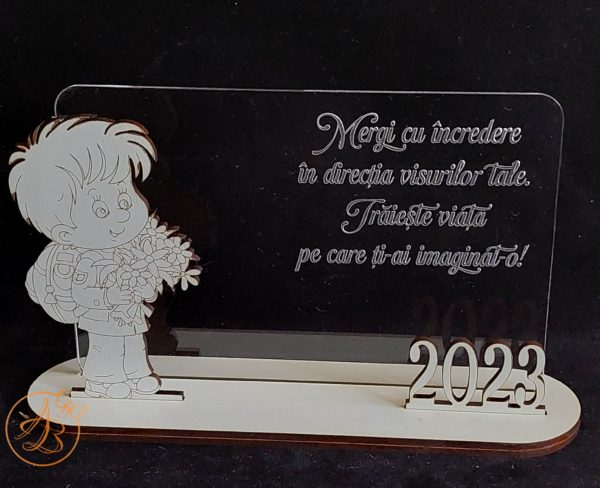 Mergi cu încredere
în direcția visurilor tale.
Trăiește viața
pe care ți-ai imaginat-o!
2023